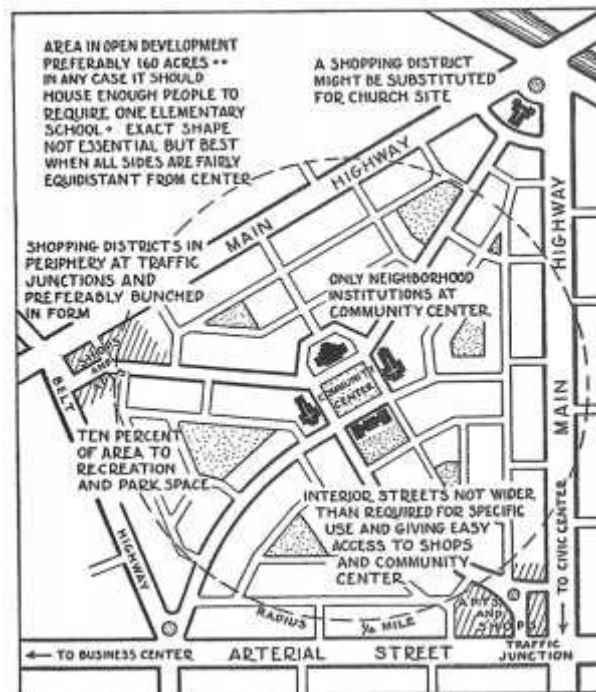 AREA IN OPEN DEVELOPMENT
PREFERABLY 160 ACRES • •
IN ANY CASE IT SHOULD
HOUSE ENOUGH PEOPLE TO
REQUIRE ONE ELEMENTARY
SCHOOL • EXACT SHAPE
NOT ESSENTIAL BUT BEST
WHEN ALL SIDES ARE FAIRLY
EQUIDISTANT FROM CENTER
A SHOPPING DISTRICT
MIGHT BE SUBSTITUTED
FOR CHURCH SITE
MAIN HIGHWAY
HIGHWAY
MAIN
SHOPPING DISTRICTS IN
PERIPHERY AT TRAFFIC
JUNCTIONS AND
PREFERABLY BUNCHED
IN FORM
ONLY NEIGHBORHOOD
INSTITUTIONS AT
COMMUNITY CENTER
SHOPS
BELT
HIGHWAY
COMMUNITY
CENTER
TEN PERCENT
OF AREA TO
RECREATION
AND PARK SPACE
INTERIOR STREETS NOT WIDER
THAN REQUIRED FOR SPECIFIC
USE AND GIVING EASY
ACCESS TO SHOPS
AND COMMUNITY
CENTER
TO CIVIC CENTER
RADIUS
MILE
APTS
AND
SHOPS
TRAFFIC
JUNCTION
← TO BUSINESS CENTER
ARTERIAL STREET